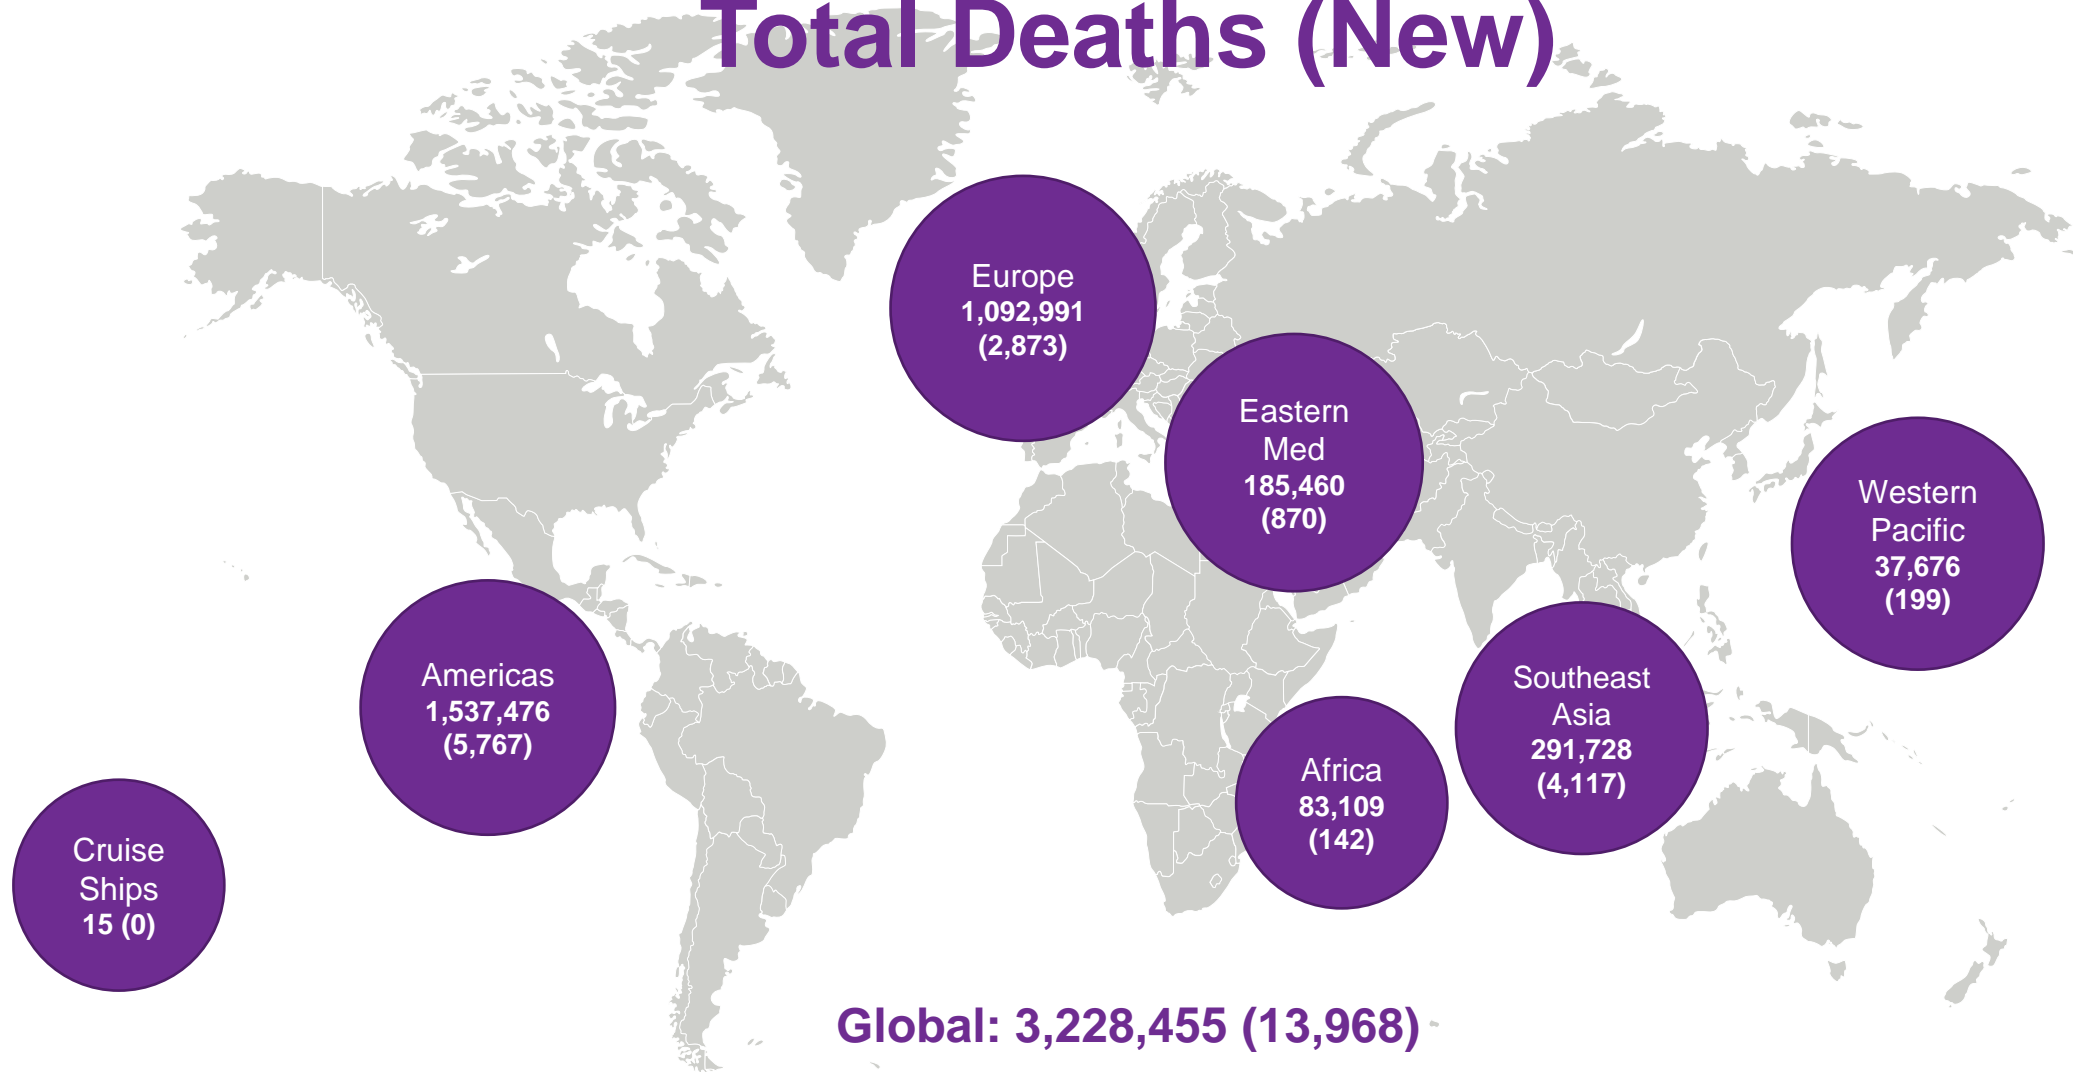 Total Deaths (New)
Europe
1,092,991
(2,873)
Eastern
Med
185,460
(870)
Western
Pacific
37,676
(199)
Americas
1,537,476
(5,767)
Southeast
Asia
291,728
(4,117)
Africa
83,109
(142)
Cruise
Ships
15 (0)
Global: 3,228,455 (13,968)